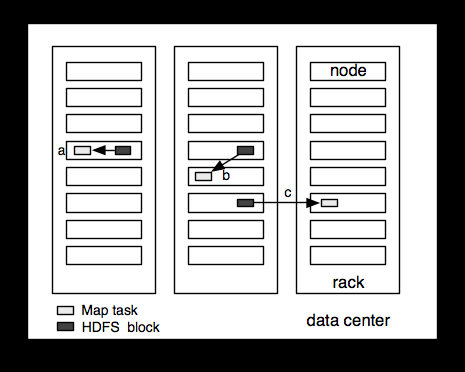 node
a
b
c
rack
Map task
HDFS block
data center